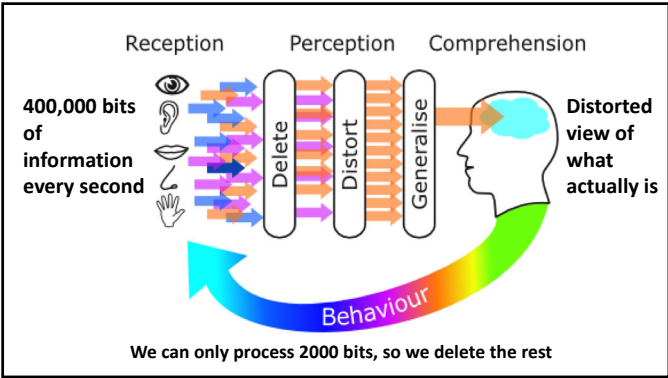 Reception
Perception
Comprehension
400,000 bits
of
information
every second
Delete
Distort
Generalise
Distorted
view of
what
actually is
Behaviour
We can only process 2000 bits, so we delete the rest